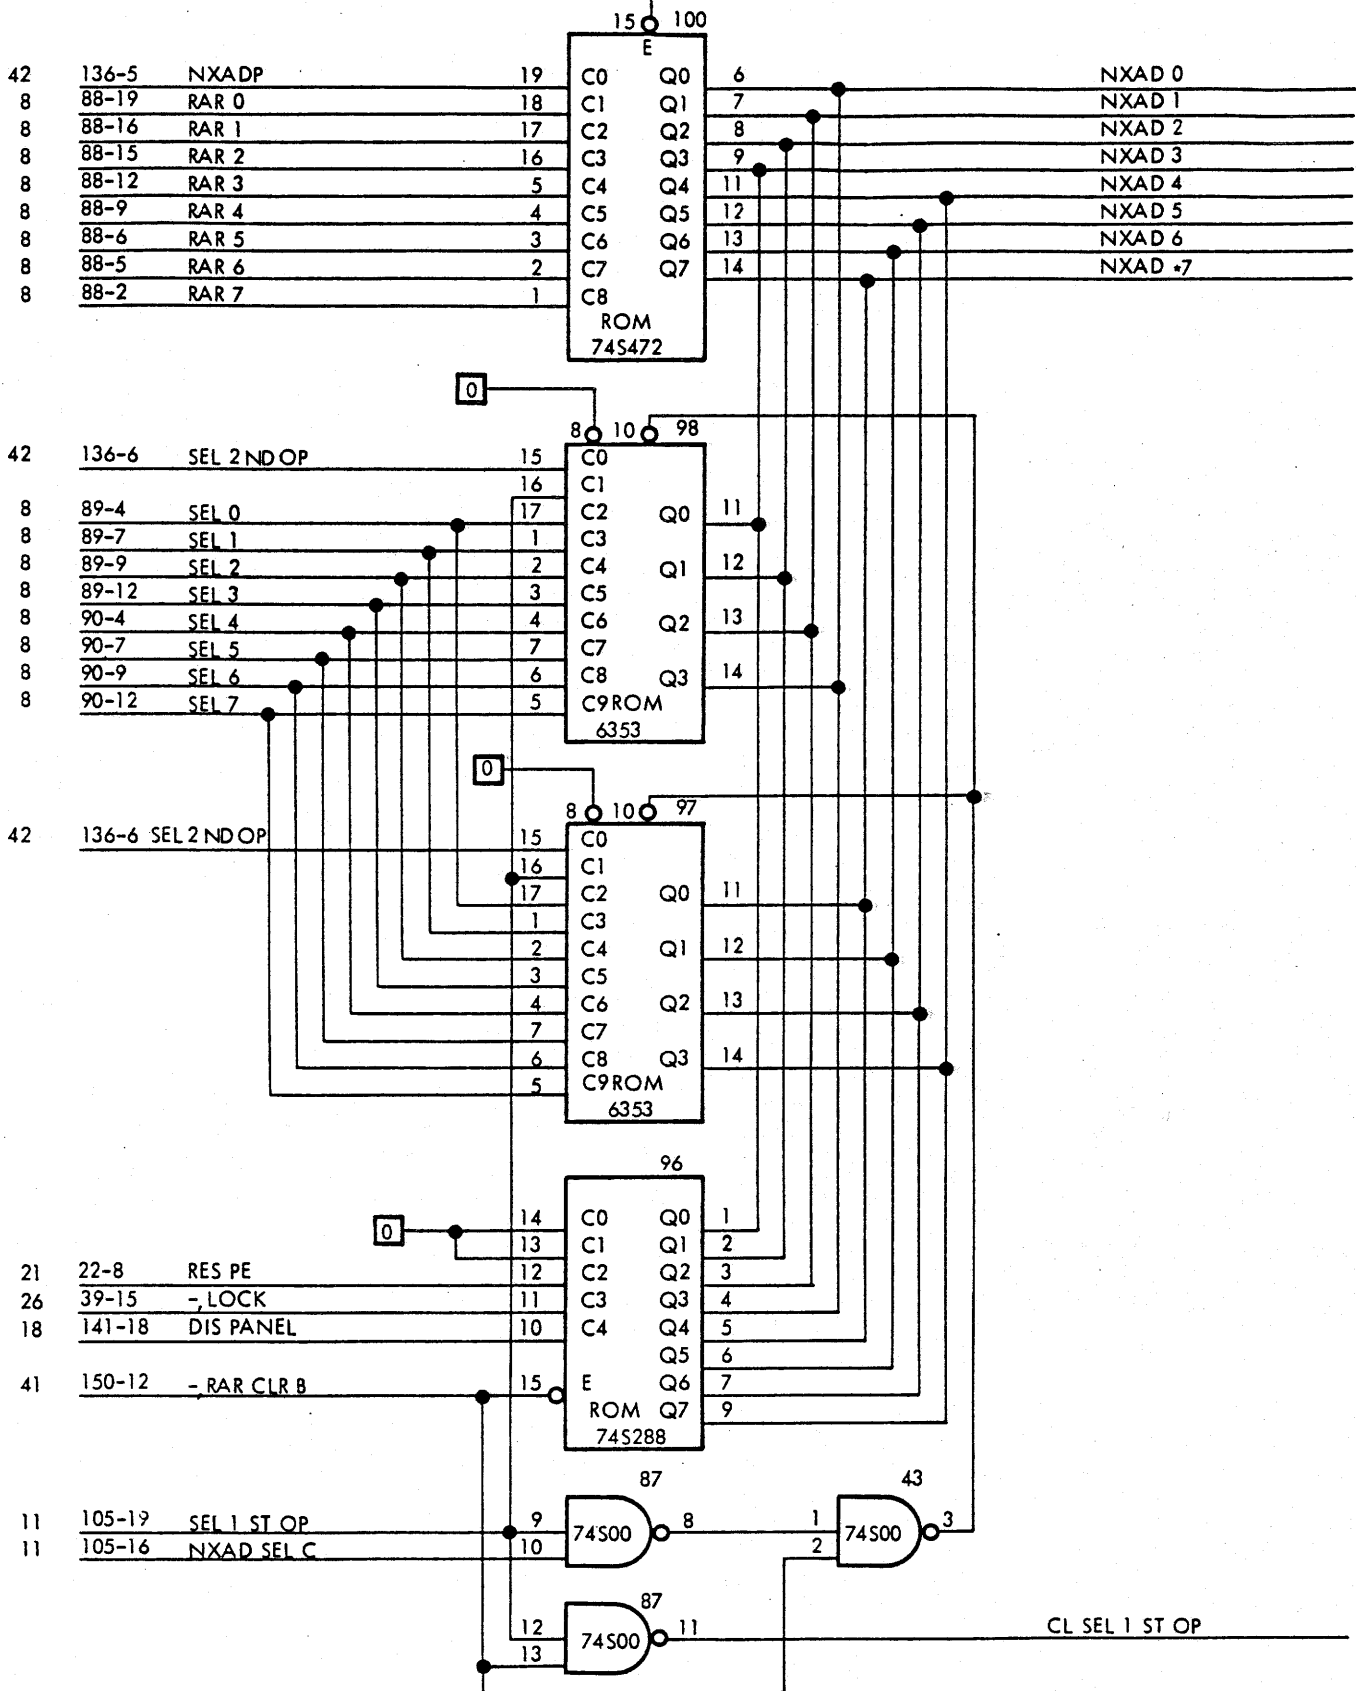 15 100
E
42 136-5 NXADP 19 C0 Q0 6 NXAD 0
8 88-19 RAR 0 18 C1 Q1 7 NXAD 1
8 88-16 RAR 1 17 C2 Q2 8 NXAD 2
8 88-15 RAR 2 16 C3 Q3 9 NXAD 3
8 88-12 RAR 3 5 C4 Q4 11 NXAD 4
8 88-9 RAR 4 4 C5 Q5 12 NXAD 5
8 88-6 RAR 5 3 C6 Q6 13 NXAD 6
8 88-5 RAR 6 2 C7 Q7 14 NXAD *7
8 88-2 RAR 7 1 C8
ROM
74S472
0
8 10 98
42 136-6 SEL 2 ND OP 15 C0
16 C1
8 89-4 SEL 0 17 C2 Q0 11
8 89-7 SEL 1 1 C3
8 89-9 SEL 2 2 C4 Q1 12
8 89-12 SEL 3 3 C5
8 90-4 SEL 4 4 C6 Q2 13
8 90-7 SEL 5 7 C7
8 90-9 SEL 6 6 C8 Q3 14
8 90-12 SEL 7 5 C9 ROM
6353
0
8 10 97
42 136-6 SEL 2 ND OP 15 C0
16 C1
17 C2 Q0 11
1 C3
2 C4 Q1 12
3 C5
4 C6 Q2 13
7 C7
6 C8 Q3 14
5 C9 ROM
6353
96
0 14 C0 Q0 1
13 C1 Q1 2
21 22-8 RES PE 12 C2 Q2 3
26 39-15 ¬, LOCK 11 C3 Q3 4
18 141-18 DIS PANEL 10 C4 Q4 5
Q5 6
41 150-12 ¬, RAR CLR B 15 E Q6 7
ROM Q7 9
74S288
87 43
11 105-19 SEL 1 ST OP 9 74S00 8 1 74S00 3
11 105-16 NXAD SEL C 10 2
87
12 74S00 11 CL SEL 1 ST OP
13